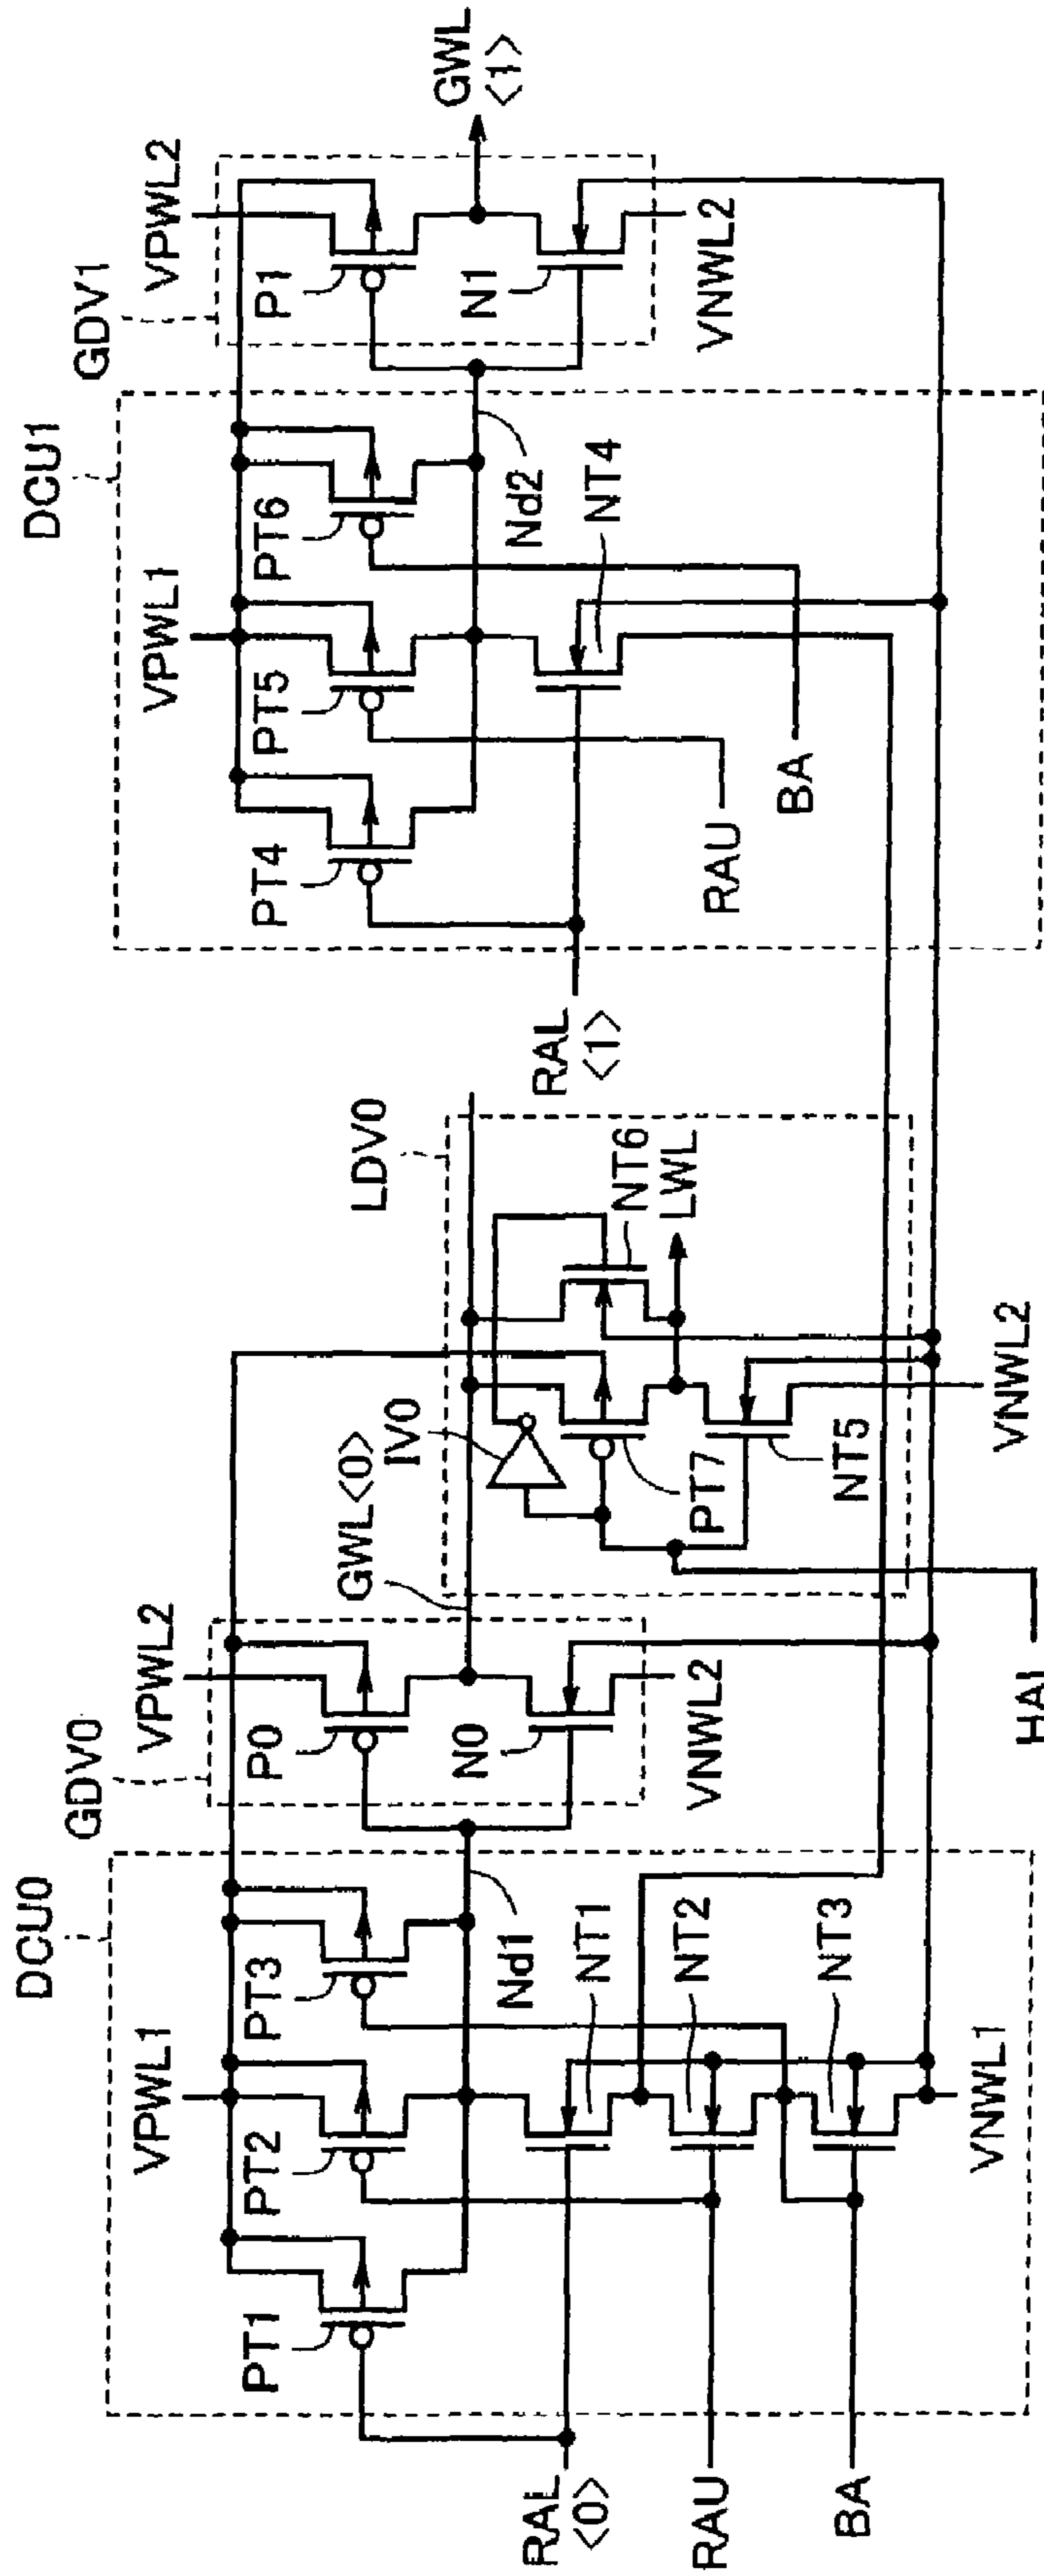 DCU0
GDV0
VPWL1
VPWL2
PT1
PT2
PT3
P0
GWL<0>
N0
Nd1
VNWL2
NT1
NT2
NT3
RAL
<0>
RAU
BA
VNWL1
LDV0
IV0
NT6
LWL
PT7
NT5
VNWL2
DCU1
GDV1
VPWL1
VPWL2
PT4
PT5
PT6
P1
GWL
<1>
N1
Nd2
VNWL2
NT4
RAL
<1>
RAU
BA